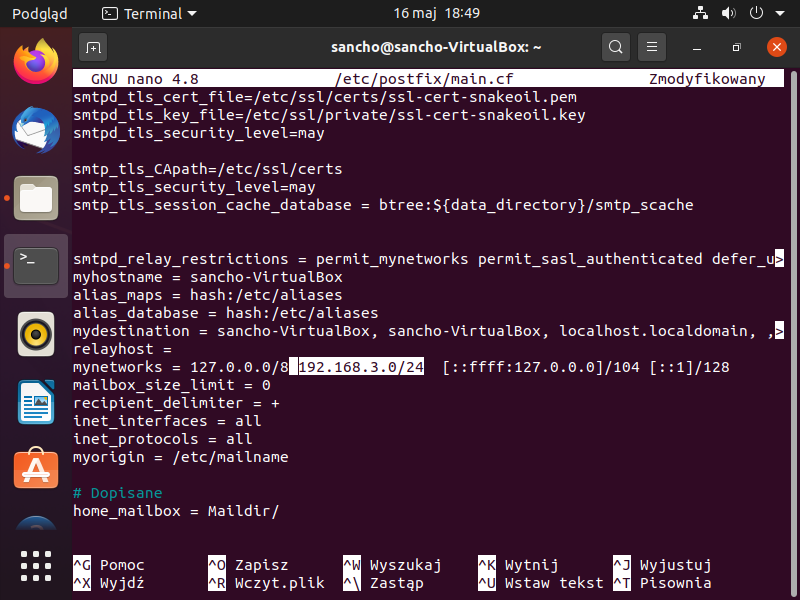 Podgląd Terminal 16 maj 18:49
sancho@sancho-VirtualBox: ~
GNU nano 4.8 /etc/postfix/main.cf Zmodyfikowany
smtpd_tls_cert_file=/etc/ssl/certs/ssl-cert-snakeoil.pem
smtpd_tls_key_file=/etc/ssl/private/ssl-cert-snakeoil.key
smtpd_tls_security_level=may
smtp_tls_CApath=/etc/ssl/certs
smtp_tls_security_level=may
smtp_tls_session_cache_database = btree:${data_directory}/smtp_scache
smtpd_relay_restrictions = permit_mynetworks permit_sasl_authenticated defer_u>
myhostname = sancho-VirtualBox
alias_maps = hash:/etc/aliases
alias_database = hash:/etc/aliases
mydestination = sancho-VirtualBox, sancho-VirtualBox, localhost.localdomain, ,>
relayhost =
mynetworks = 127.0.0.0/8 192.168.3.0/24  [::ffff:127.0.0.0]/104 [::1]/128
mailbox_size_limit = 0
recipient_delimiter = +
inet_interfaces = all
inet_protocols = all
myorigin = /etc/mailname
# Dopisane
home_mailbox = Maildir/
^G Pomoc ^O Zapisz ^W Wyszukaj ^K Wytnij ^J Wyjustuj
^X Wyjdź ^R Wczyt.plik ^\ Zastąp ^U Wstaw tekst ^T Pisownia